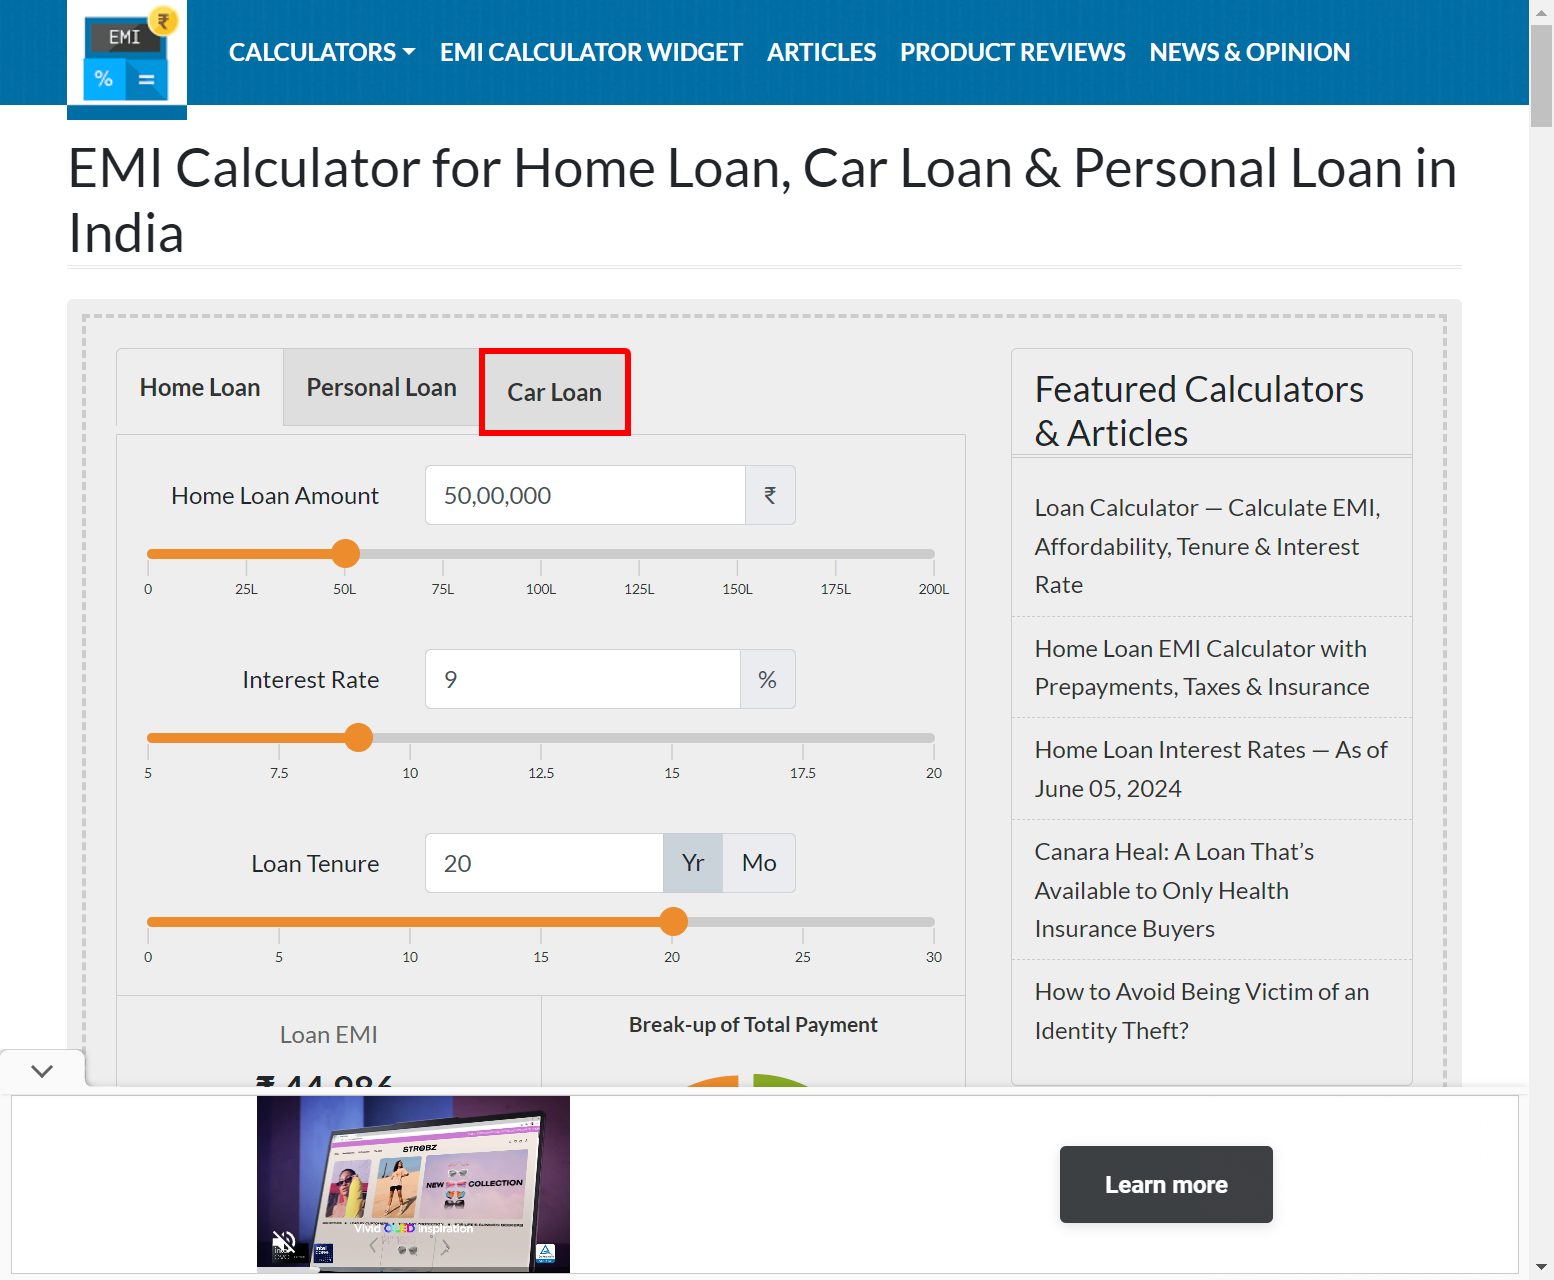 EMI
₹
%
=
CALCULATORS
EMI CALCULATOR WIDGET
ARTICLES
PRODUCT REVIEWS
NEWS & OPINION
EMI Calculator for Home Loan, Car Loan & Personal Loan in
India
Home Loan
Personal Loan
Car Loan
Home Loan Amount
50,00,000
₹
0 25L 50L 75L 100L 125L 150L 175L 200L
Interest Rate
9
%
5 7.5 10 12.5 15 17.5 20
Loan Tenure
20
Yr
Mo
0 5 10 15 20 25 30
Loan EMI
₹ 44,986
Break-up of Total Payment
Featured Calculators
& Articles
Loan Calculator — Calculate EMI,
Affordability, Tenure & Interest
Rate
Home Loan EMI Calculator with
Prepayments, Taxes & Insurance
Home Loan Interest Rates — As of
June 05, 2024
Canara Heal: A Loan That’s
Available to Only Health
Insurance Buyers
How to Avoid Being Victim of an
Identity Theft?
STROBZ
NEW COLLECTION
Vivid OLED Inspiration
Learn more